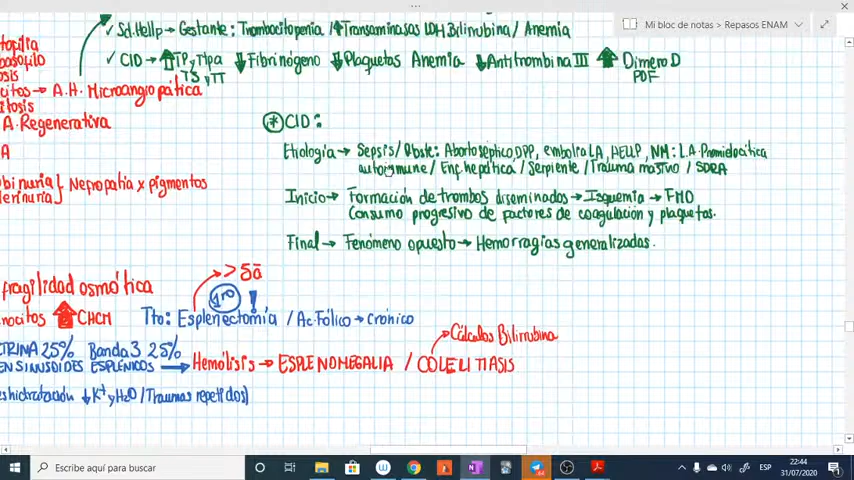 Mi bloc de notas > Repasos ENAM
✓ Sd. Hellp → Gestante: Trombocitopenia / ↑ Transaminasas LDH Bilirrubina / Anemia
✓ CID → ↑ TP y Ttpa ↓ Fibrinógeno ↓ Plaquetas Anemia ↓ Antitrombina III ↑ Dimero D
TS y TT PDF
→ A.H. Microangiopática
A. Regenerativa
Nefropatía x pigmentos
* CID:
Etiología → Sepsis / Obste: Aborto séptico, DPP, embolia LA, HELLP, NM: L.A. Promielocítica
autoinmune / Enf. hepática / Serpiente / Trauma masivo / SDRA
Inicio → Formación de trombos diseminados → Isquemia → FMO
Consumo progresivo de factores de coagulación y plaquetas.
Final → Fenómeno opuesto → Hemorragias generalizadas.
> 5ā
fragilidad osmótica
1ro !
↑ CHCM
Tto: Esplenectomía / Ac. Fólico → Crónico
Cálculos Bilirrubina
25% Banda 3 25%
ESPLÉNICOS → Hemólisis → ESPLENOMEGALIA / COLELITIASIS
↓ K+ y H2O / Traumas repetidos)
Escribe aquí para buscar
ESP
22:44
31/07/2020